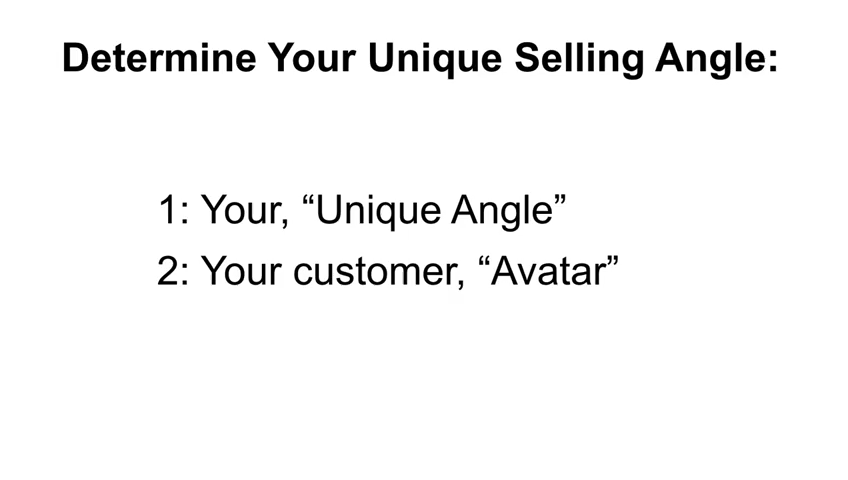 Determine Your Unique Selling Angle:
1: Your, “Unique Angle”
2: Your customer, “Avatar”